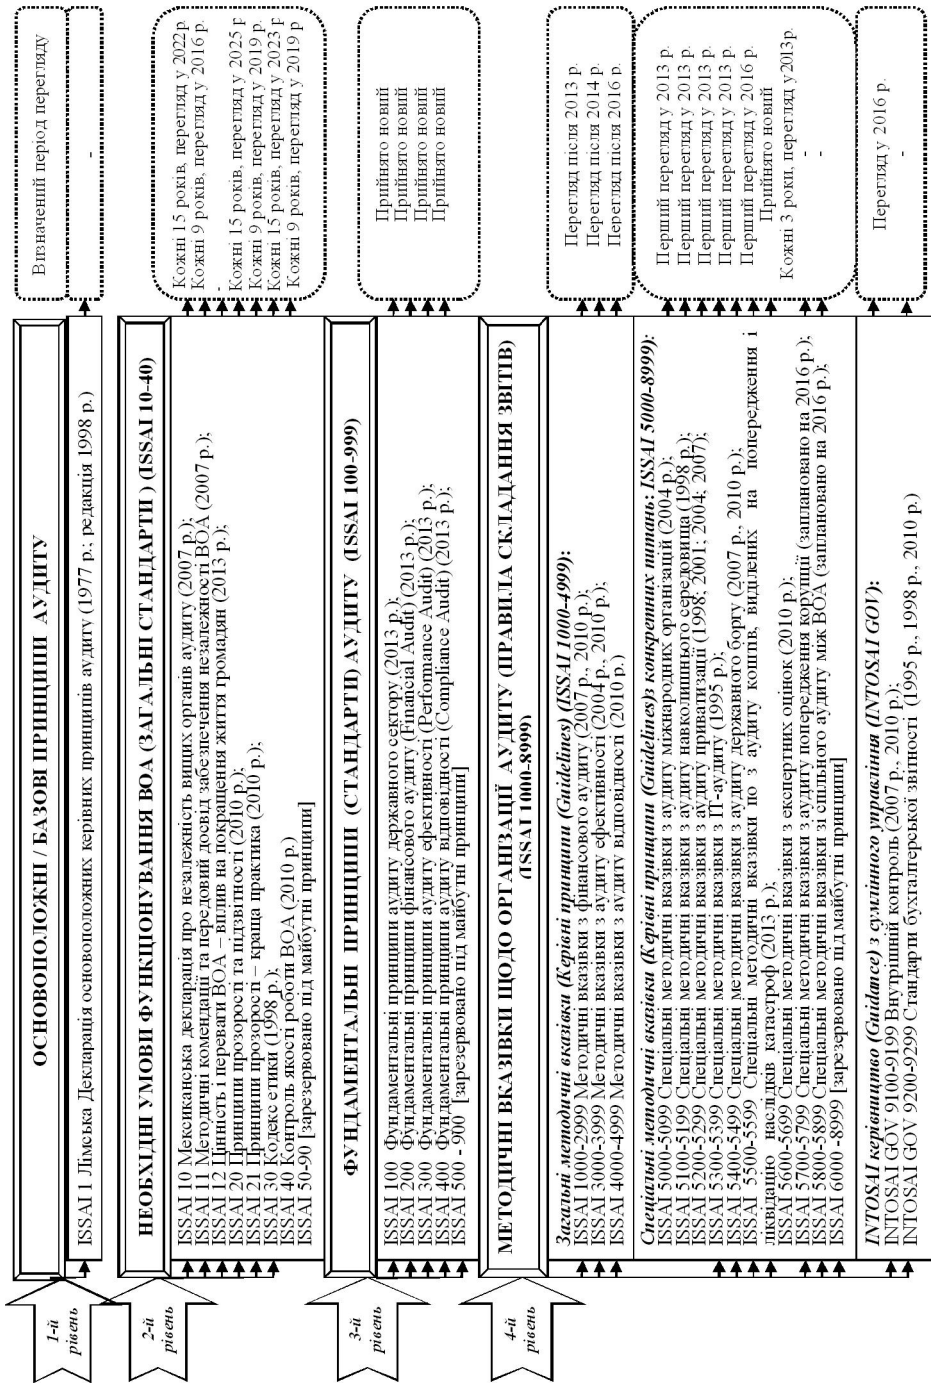 1-й рівень
ОСНОВОПОЛОЖНІ / БАЗОВІ ПРИНЦИПИ АУДИТУ
Визначений період перегляду
ISSAI 1 Лімська Декларація основоположних керівних принципів аудиту (1977 р.; редакція 1998 р.)
-
2-й рівень
НЕОБХІДНІ УМОВИ ФУНКЦІОНУВАННЯ ВОА (ЗАГАЛЬНІ СТАНДАРТИ ) (ISSAI 10-40)
ISSAI 10 Мексиканська декларація про незалежність вищих органів аудиту (2007 р.);
ISSAI 11 Методичні комендації та передовий досвід забезпечення незалежності ВОА (2007 р.);
ISSAI 12 Цінність і переваги ВОА – вплив на покращення життя громадян (2013 р.);
ISSAI 20 Принципи прозорості та підзвітності (2010 р.);
ISSAI 21 Принципи прозорості – краща практика (2010 р.);
ISSAI 30 Кодекс етики (1998 р.);
ISSAI 40 Контроль якості роботи ВОА (2010 р.)
ISSAI 50-90 [зарезервовано під майбутні принципи]
Кожні 15 років, перегляд у 2022 р
Кожні 9 років, перегляд у 2016 р.
-
Кожні 15 років, перегляд у 2025 р
Кожні 9 років, перегляд у 2019 р.
Кожні 15 років, перегляд у 2023 р
Кожні 9 років, перегляд у 2019 р
3-й рівень
ФУНДАМЕНТАЛЬНІ ПРИНЦИПИ (СТАНДАРТИ) АУДИТУ (ISSAI 100-999)
ISSAI 100 Фундаментальні принципи аудиту державного сектору (2013 р.);
ISSAI 200 Фундаментальні принципи фінансового аудиту (Financial Audit) (2013 р.);
ISSAI 300 Фундаментальні принципи аудиту ефективності (Performance Audit) (2013 р.);
ISSAI 400 Фундаментальні принципи аудиту відповідності (Compliance Audit) (2013 р.);
ISSAI 500 - 900 [зарезервовано під майбутні принципи]
Прийнято новий
Прийнято новий
Прийнято новий
Прийнято новий
4-й рівень
МЕТОДИЧНІ ВКАЗІВКИ ЩОДО ОРГАНІЗАЦІЇ АУДИТУ (ПРАВИЛА СКЛАДАННЯ ЗВІТІВ)
(ISSAI 1000-8999)
Загальні методичні вказівки (Керівні принципи (Guidelines) (ISSAI 1000-4999):
ISSAI 1000-2999 Методичні вказівки з фінансового аудиту (2007 р., 2010 р.);
ISSAI 3000-3999 Методичні вказівки з аудиту ефективності (2004 р., 2010 р.);
ISSAI 4000-4999 Методичні вказівки з аудиту відповідності (2010 р.)
Перегляд після 2013 р.
Перегляд після 2014 р.
Перегляд після 2016 р.
Спеціальні методичні вказівки (Керівні принципи (Guidelines)з конкретних питань: ISSAI 5000-8999):
ISSAI 5000-5099 Спеціальні методичні вказівки з аудиту міжнародних організацій (2004 р.);
ISSAI 5100-5199 Спеціальні методичні вказівки з аудиту навколишнього середовища (1998 р.);
ISSAI 5200-5299 Спеціальні методичні вказівки з аудиту приватизації (1998; 2001; 2004; 2007);
ISSAI 5300-5399 Спеціальні методичні вказівки з ІТ-аудиту (1995 р.);
ISSAI 5400-5499 Спеціальні методичні вказівки з аудиту державного боргу (2007 р., 2010 р.);
ISSAI 5500-5599 Спеціальні методичні вказівки по з аудиту коштів, виділених на попередження і
ліквідацію наслідків катастроф (2013 р.);
ISSAI 5600-5699 Спеціальні методичні вказівки з експертних оцінок (2010 р.);
ISSAI 5700-5799 Спеціальні методичні вказівки з аудиту попередження корупції (заплановано на 2016 р.);
ISSAI 5800-5899 Спеціальні методичні вказівки зі спільного аудиту між ВОА (заплановано на 2016 р.);
ISSAI 6000 -8999 [зарезервовано під майбутні принципи]
Перший перегляд у 2013 р.
Перший перегляд у 2013 р.
Перший перегляд у 2013 р.
Перший перегляд у 2013 р.
Перший перегляд у 2016 р.
Прийнято новий
Кожні 3 роки, перегляд у 2013 р.
-
-
INTOSAI керівництво (Guidance) з сумлінного управління (INTOSAI GOV):
INTOSAI GOV 9100-9199 Внутрішній контроль (2007 р., 2010 р.);
INTOSAI GOV 9200-9299 Стандарти бухгалтерської звітності (1995 р., 1998 р., 2010 р.)
Перегляд у 2016 р.
-